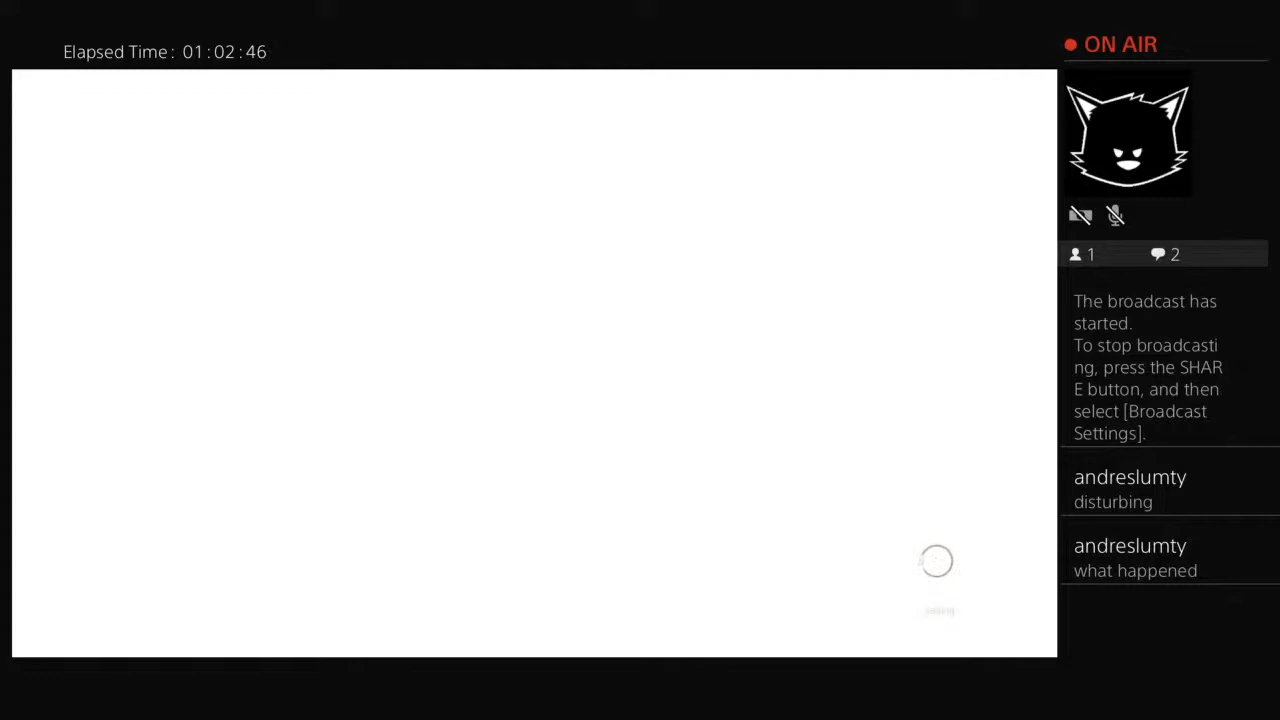 Elapsed Time: 01:02:46
ON AIR
1
2
The broadcast has
started.
To stop broadcasti
ng, press the SHAR
E button, and then
select [Broadcast
Settings].
andreslumty
disturbing
andreslumty
what happened